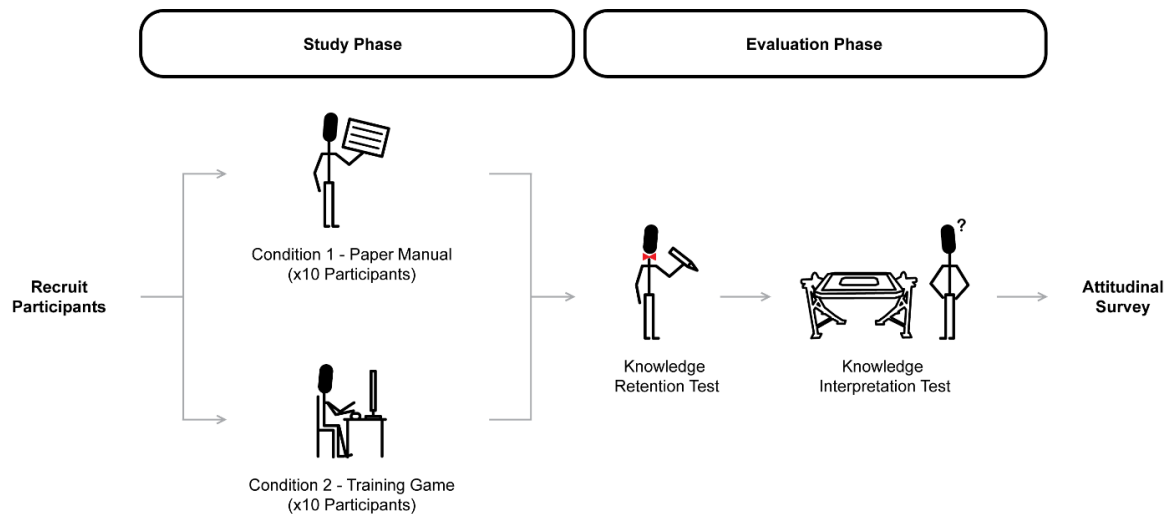 Study Phase
Evaluation Phase
Condition 1 - Paper Manual
(x10 Participants)
Recruit
Participants
?
Knowledge
Retention Test
Knowledge
Interpretation Test
Attitudinal
Survey
Condition 2 - Training Game
(x10 Participants)